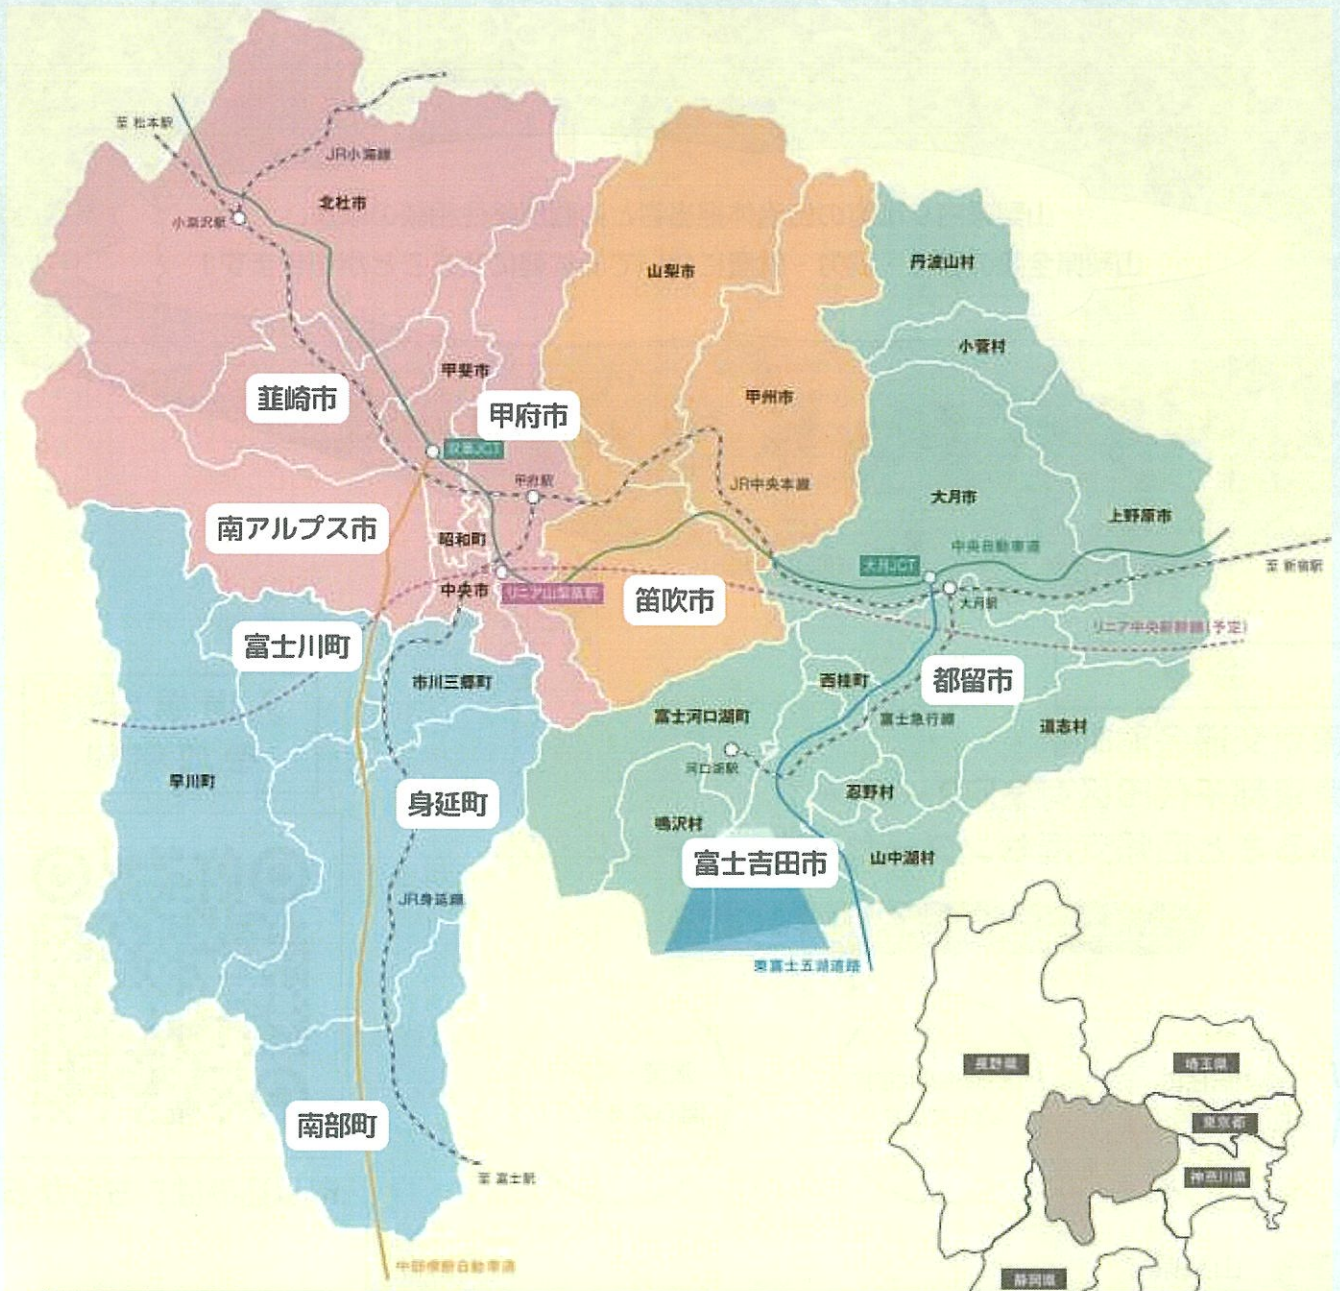 至 松本駅
JR小海線
北杜市
小淵沢駅
山梨市
丹波山村
小菅村
甲斐市
韮崎市
甲府市
甲州市
双葉JCT
甲府駅
JR中央本線
大月市
上野原市
南アルプス市
昭和町
中央自動車道
大月JCT
至 新宿駅
中央市
リニア山梨県駅
笛吹市
大月駅
リニア中央新幹線(予定)
富士川町
市川三郷町
西桂町
都留市
富士河口湖町
富士急行線
道志村
早川町
河口湖駅
忍野村
身延町
鳴沢村
富士吉田市
山中湖村
JR身延線
東富士五湖道路
長野県
埼玉県
東京都
南部町
至 富士駅
神奈川県
中部横断自動車道
静岡県